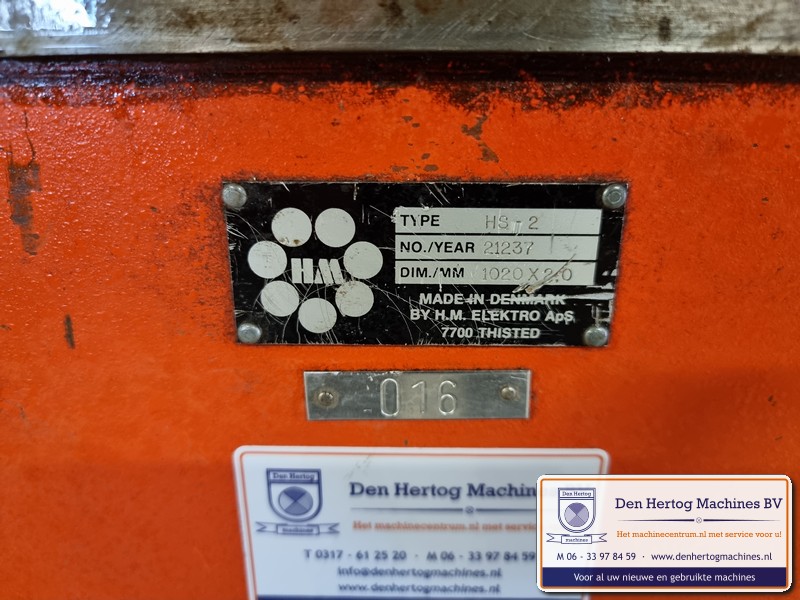 TYPE HS-2
NO./YEAR 21237
DIM./MM 1020 X 2.0
HM
MADE IN DENMARK
BY H.M. ELEKTRO ApS
7700 THISTED
016
Den Hertog
machines
Den Hertog Machin
Het machinecentrum.nl met service
T 0317 - 61 25 20 · M 06 - 33 97 84 59
info@denhertogmachines.nl
www.denhertogmachines.nl
Den Hertog
machines
Den Hertog Machines BV
Het machinecentrum.nl met service voor u!
M 06 - 33 97 84 59 · www.denhertogmachines.nl
Voor al uw nieuwe en gebruikte machines